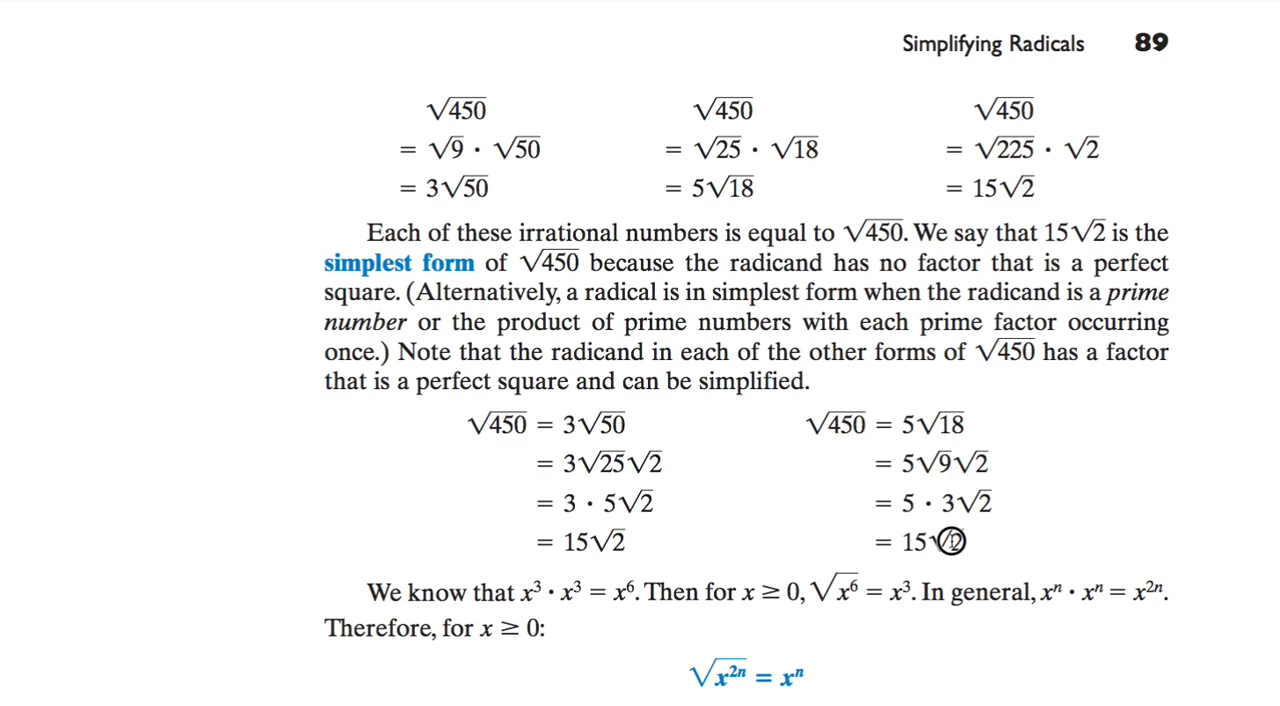 Simplifying Radicals 89
√450 √450 √450
= √9 · √50 = √25 · √18 = √225 · √2
= 3√50 = 5√18 = 15√2
Each of these irrational numbers is equal to √450. We say that 15√2 is the
simplest form of √450 because the radicand has no factor that is a perfect
square. (Alternatively, a radical is in simplest form when the radicand is a prime
number or the product of prime numbers with each prime factor occurring
once.) Note that the radicand in each of the other forms of √450 has a factor
that is a perfect square and can be simplified.
√450 = 3√50 √450 = 5√18
= 3√25√2 = 5√9√2
= 3 · 5√2 = 5 · 3√2
= 15√2 = 15√2
We know that x³ · x³ = x⁶. Then for x ≥ 0, √x⁶ = x³. In general, xⁿ · xⁿ = x²ⁿ.
Therefore, for x ≥ 0:
√x²ⁿ = xⁿ